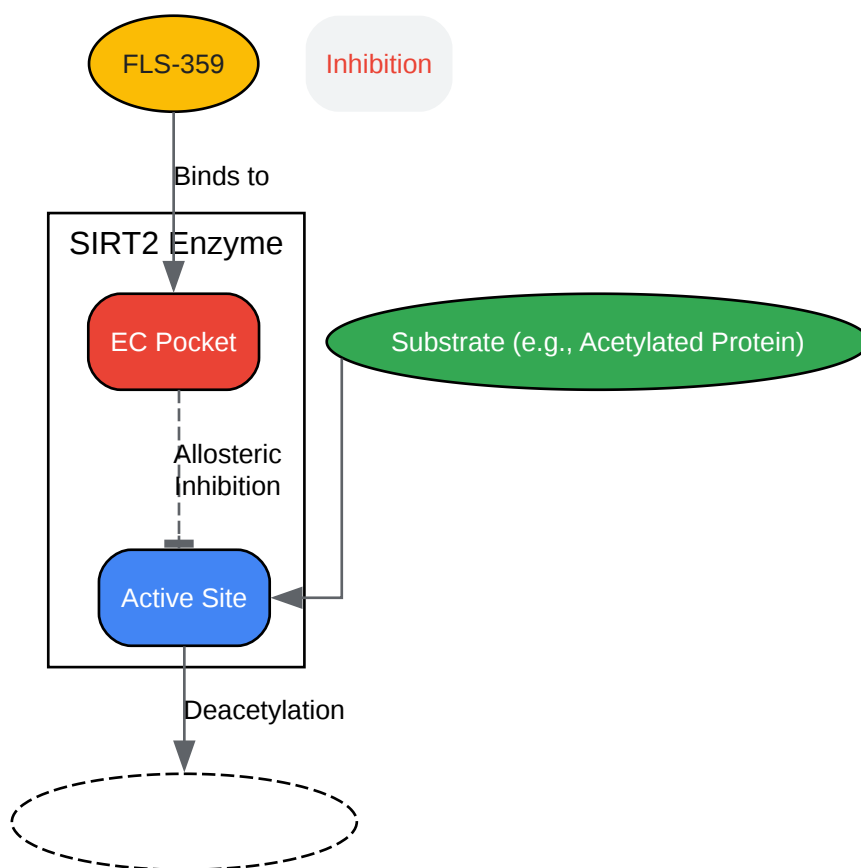 FLS-359
Inhibition
Binds to
SIRT2 Enzyme
EC Pocket
Substrate (e.g., Acetylated Protein)
Allosteric
Inhibition
Active Site
Deacetylation